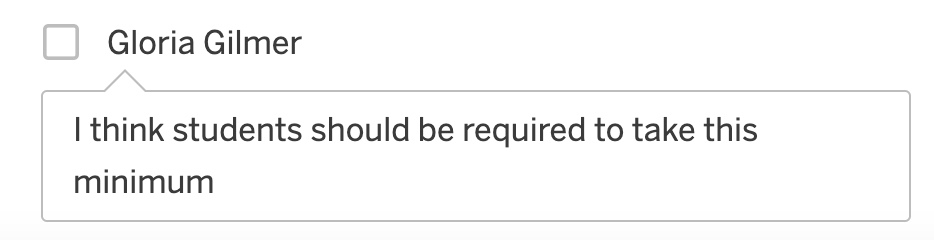 Gloria Gilmer
I think students should be required to take this
minimum